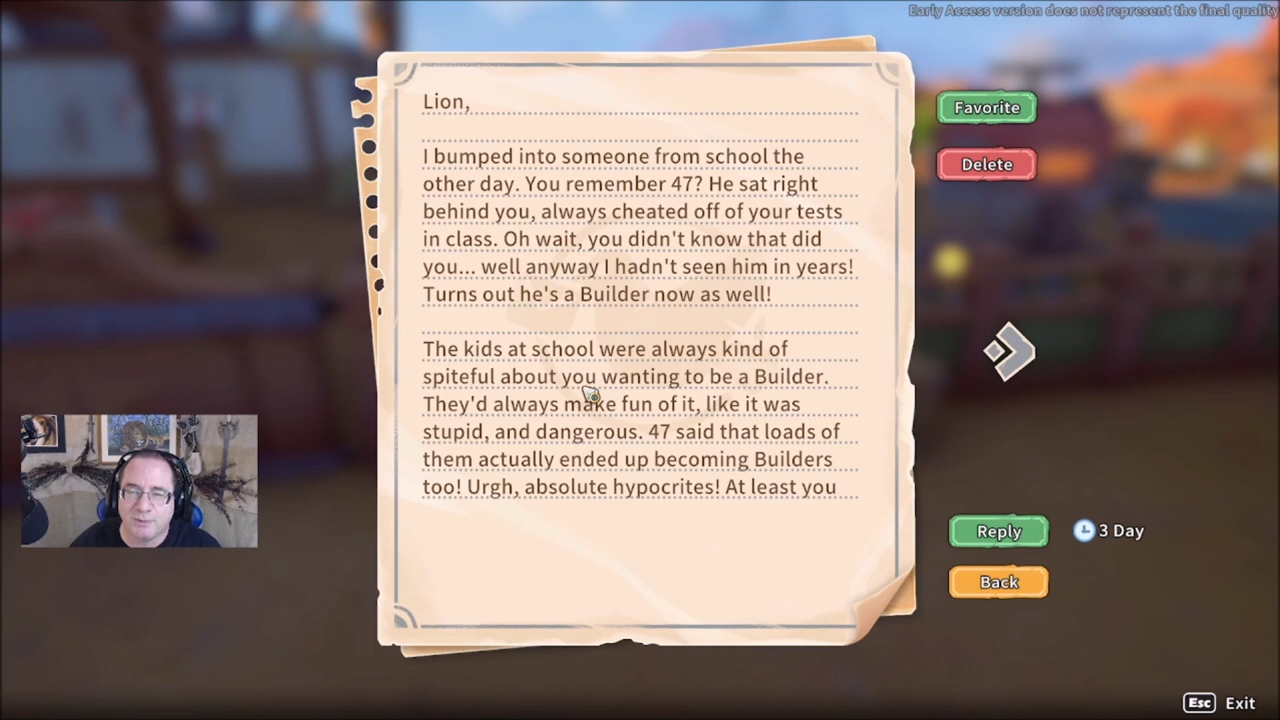 Early Access version does not represent the final quality
Lion,
I bumped into someone from school the
other day. You remember 47? He sat right
behind you, always cheated off of your tests
in class. Oh wait, you didn't know that did
you... well anyway I hadn't seen him in years!
Turns out he's a Builder now as well!
The kids at school were always kind of
spiteful about you wanting to be a Builder.
They'd always make fun of it, like it was
stupid, and dangerous. 47 said that loads of
them actually ended up becoming Builders
too! Urgh, absolute hypocrites! At least you
Favorite
Delete
Reply
3 Day
Back
Esc Exit